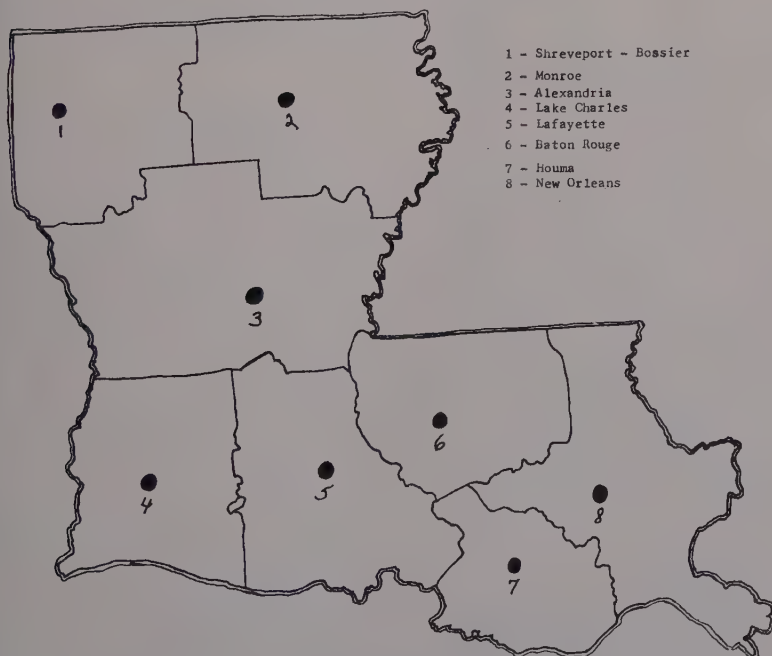 1 - Shreveport - Bossier
2 - Monroe
3 - Alexandria
4 - Lake Charles
5 - Lafayette
6 - Baton Rouge
7 - Houma
8 - New Orleans
1
2
3
4
5
6
7
8